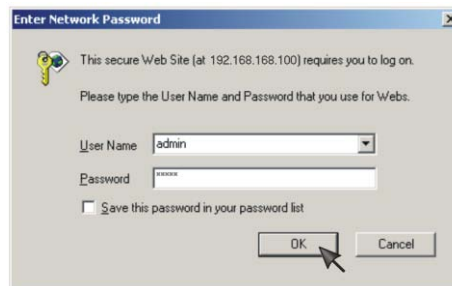 Enter Network Password
This secure Web Site (at 192.168.168.100) requires you to log on.
Please type the User Name and Password that you use for Webs.
User Name admin
Password xxxxx
Save this password in your password list
OK Cancel